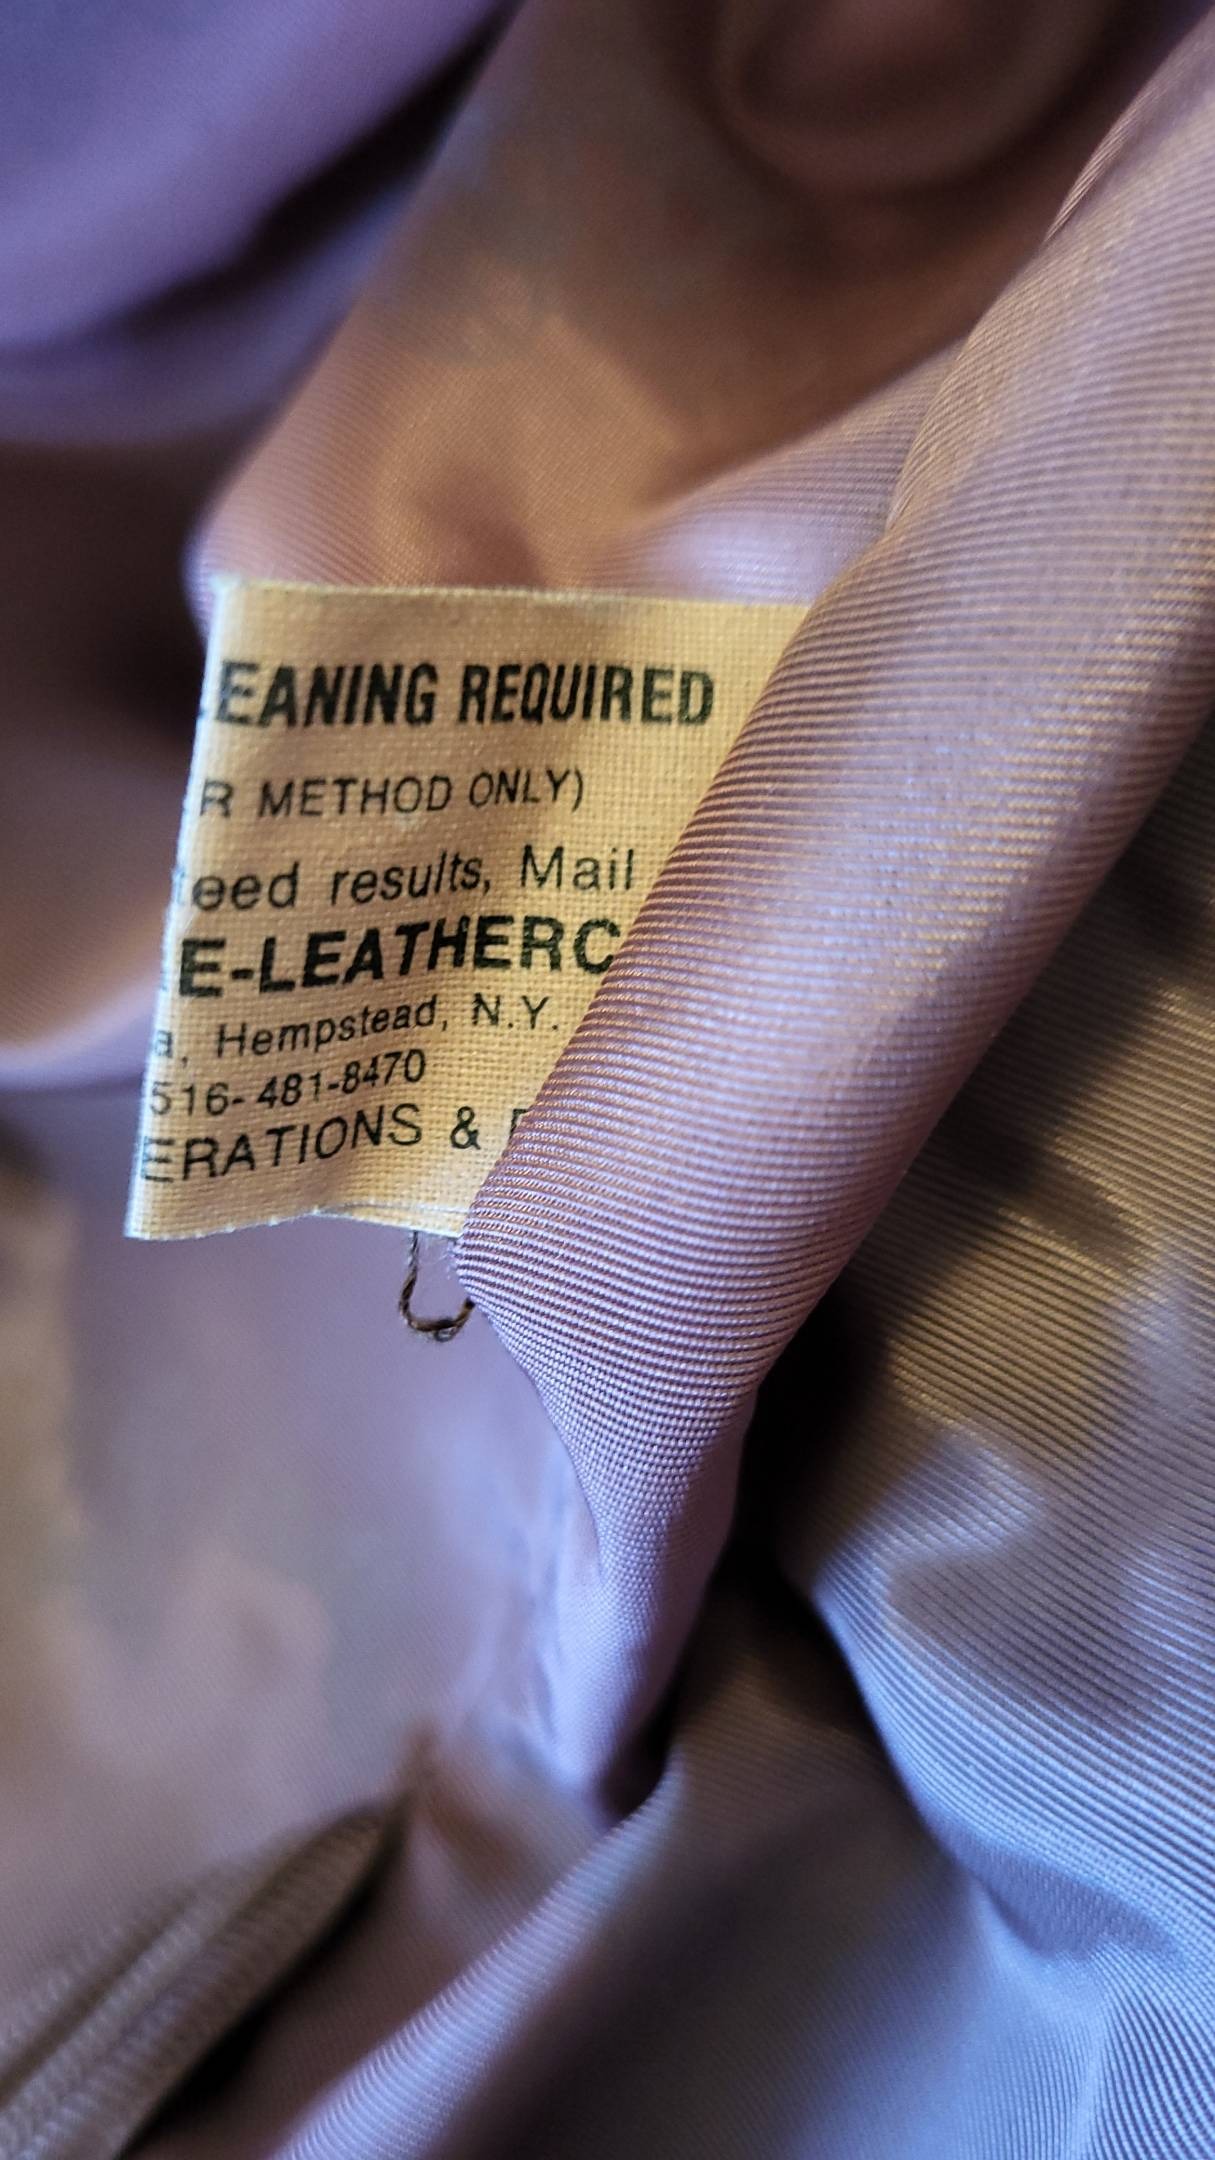 EANING REQUIRED
R METHOD ONLY)
teed results, Mail
E-LEATHERC
a, Hempstead, N.Y.
516-481-8470
ERATIONS &